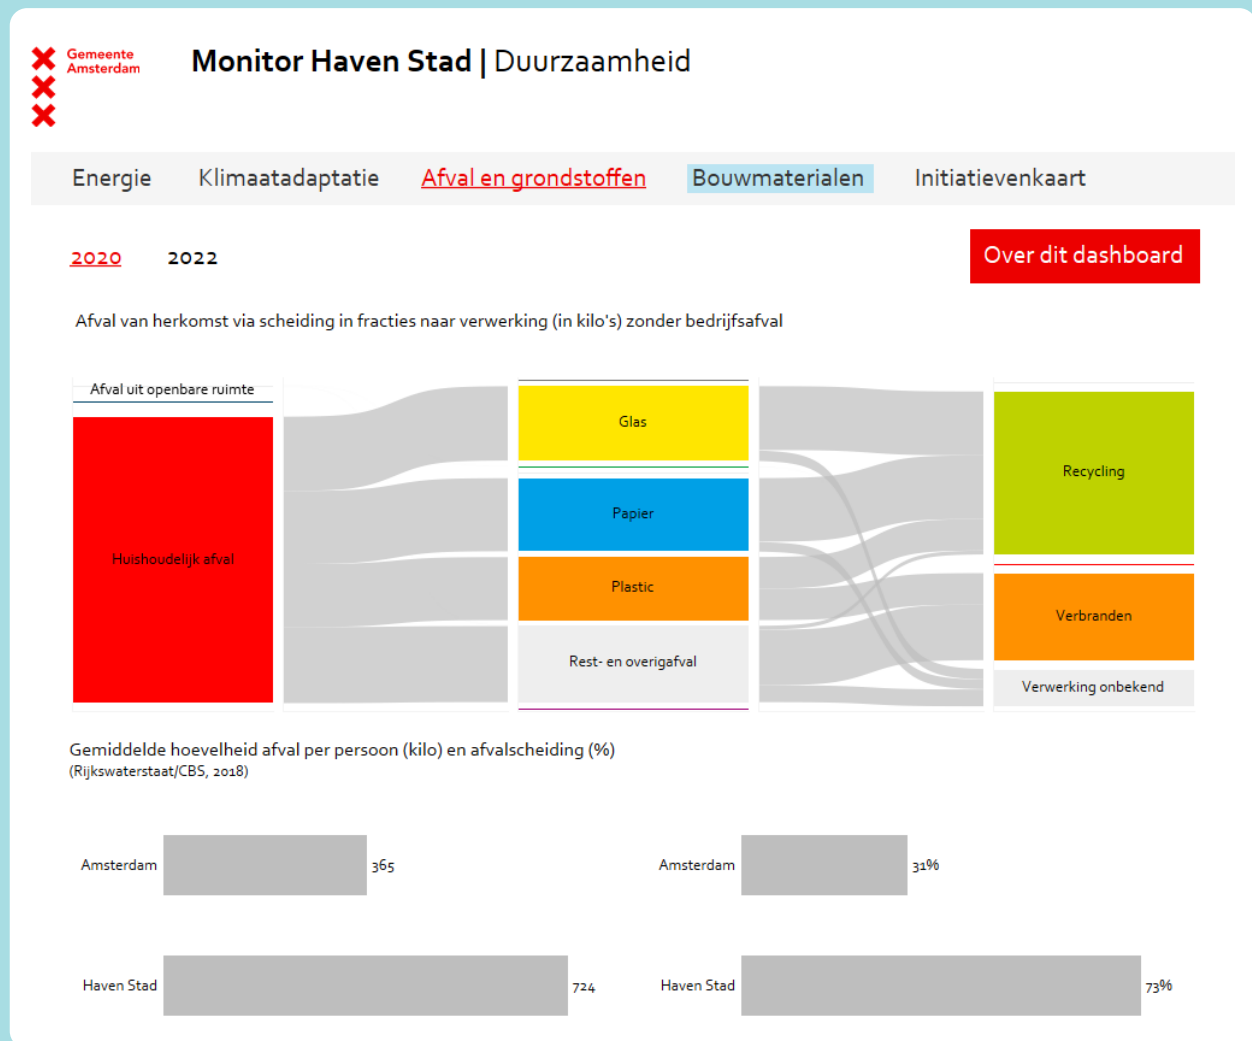 Gemeente
Amsterdam
Monitor Haven Stad | Duurzaamheid
Energie Klimaatadaptatie Afval en grondstoffen Bouwmaterialen Initiatievenkaart
2020 2022
Over dit dashboard
Afval van herkomst via scheiding in fracties naar verwerking (in kilo's) zonder bedrijfsafval
Afval uit openbare ruimte
Huishoudelijk afval
Glas
Papier
Plastic
Rest- en overigafval
Recycling
Verbranden
Verwerking onbekend
Gemiddelde hoevelheid afval per persoon (kilo) en afvalscheiding (%)
(Rijkswaterstaat/CBS, 2018)
Amsterdam 365
Haven Stad 724
Amsterdam 31%
Haven Stad 73%